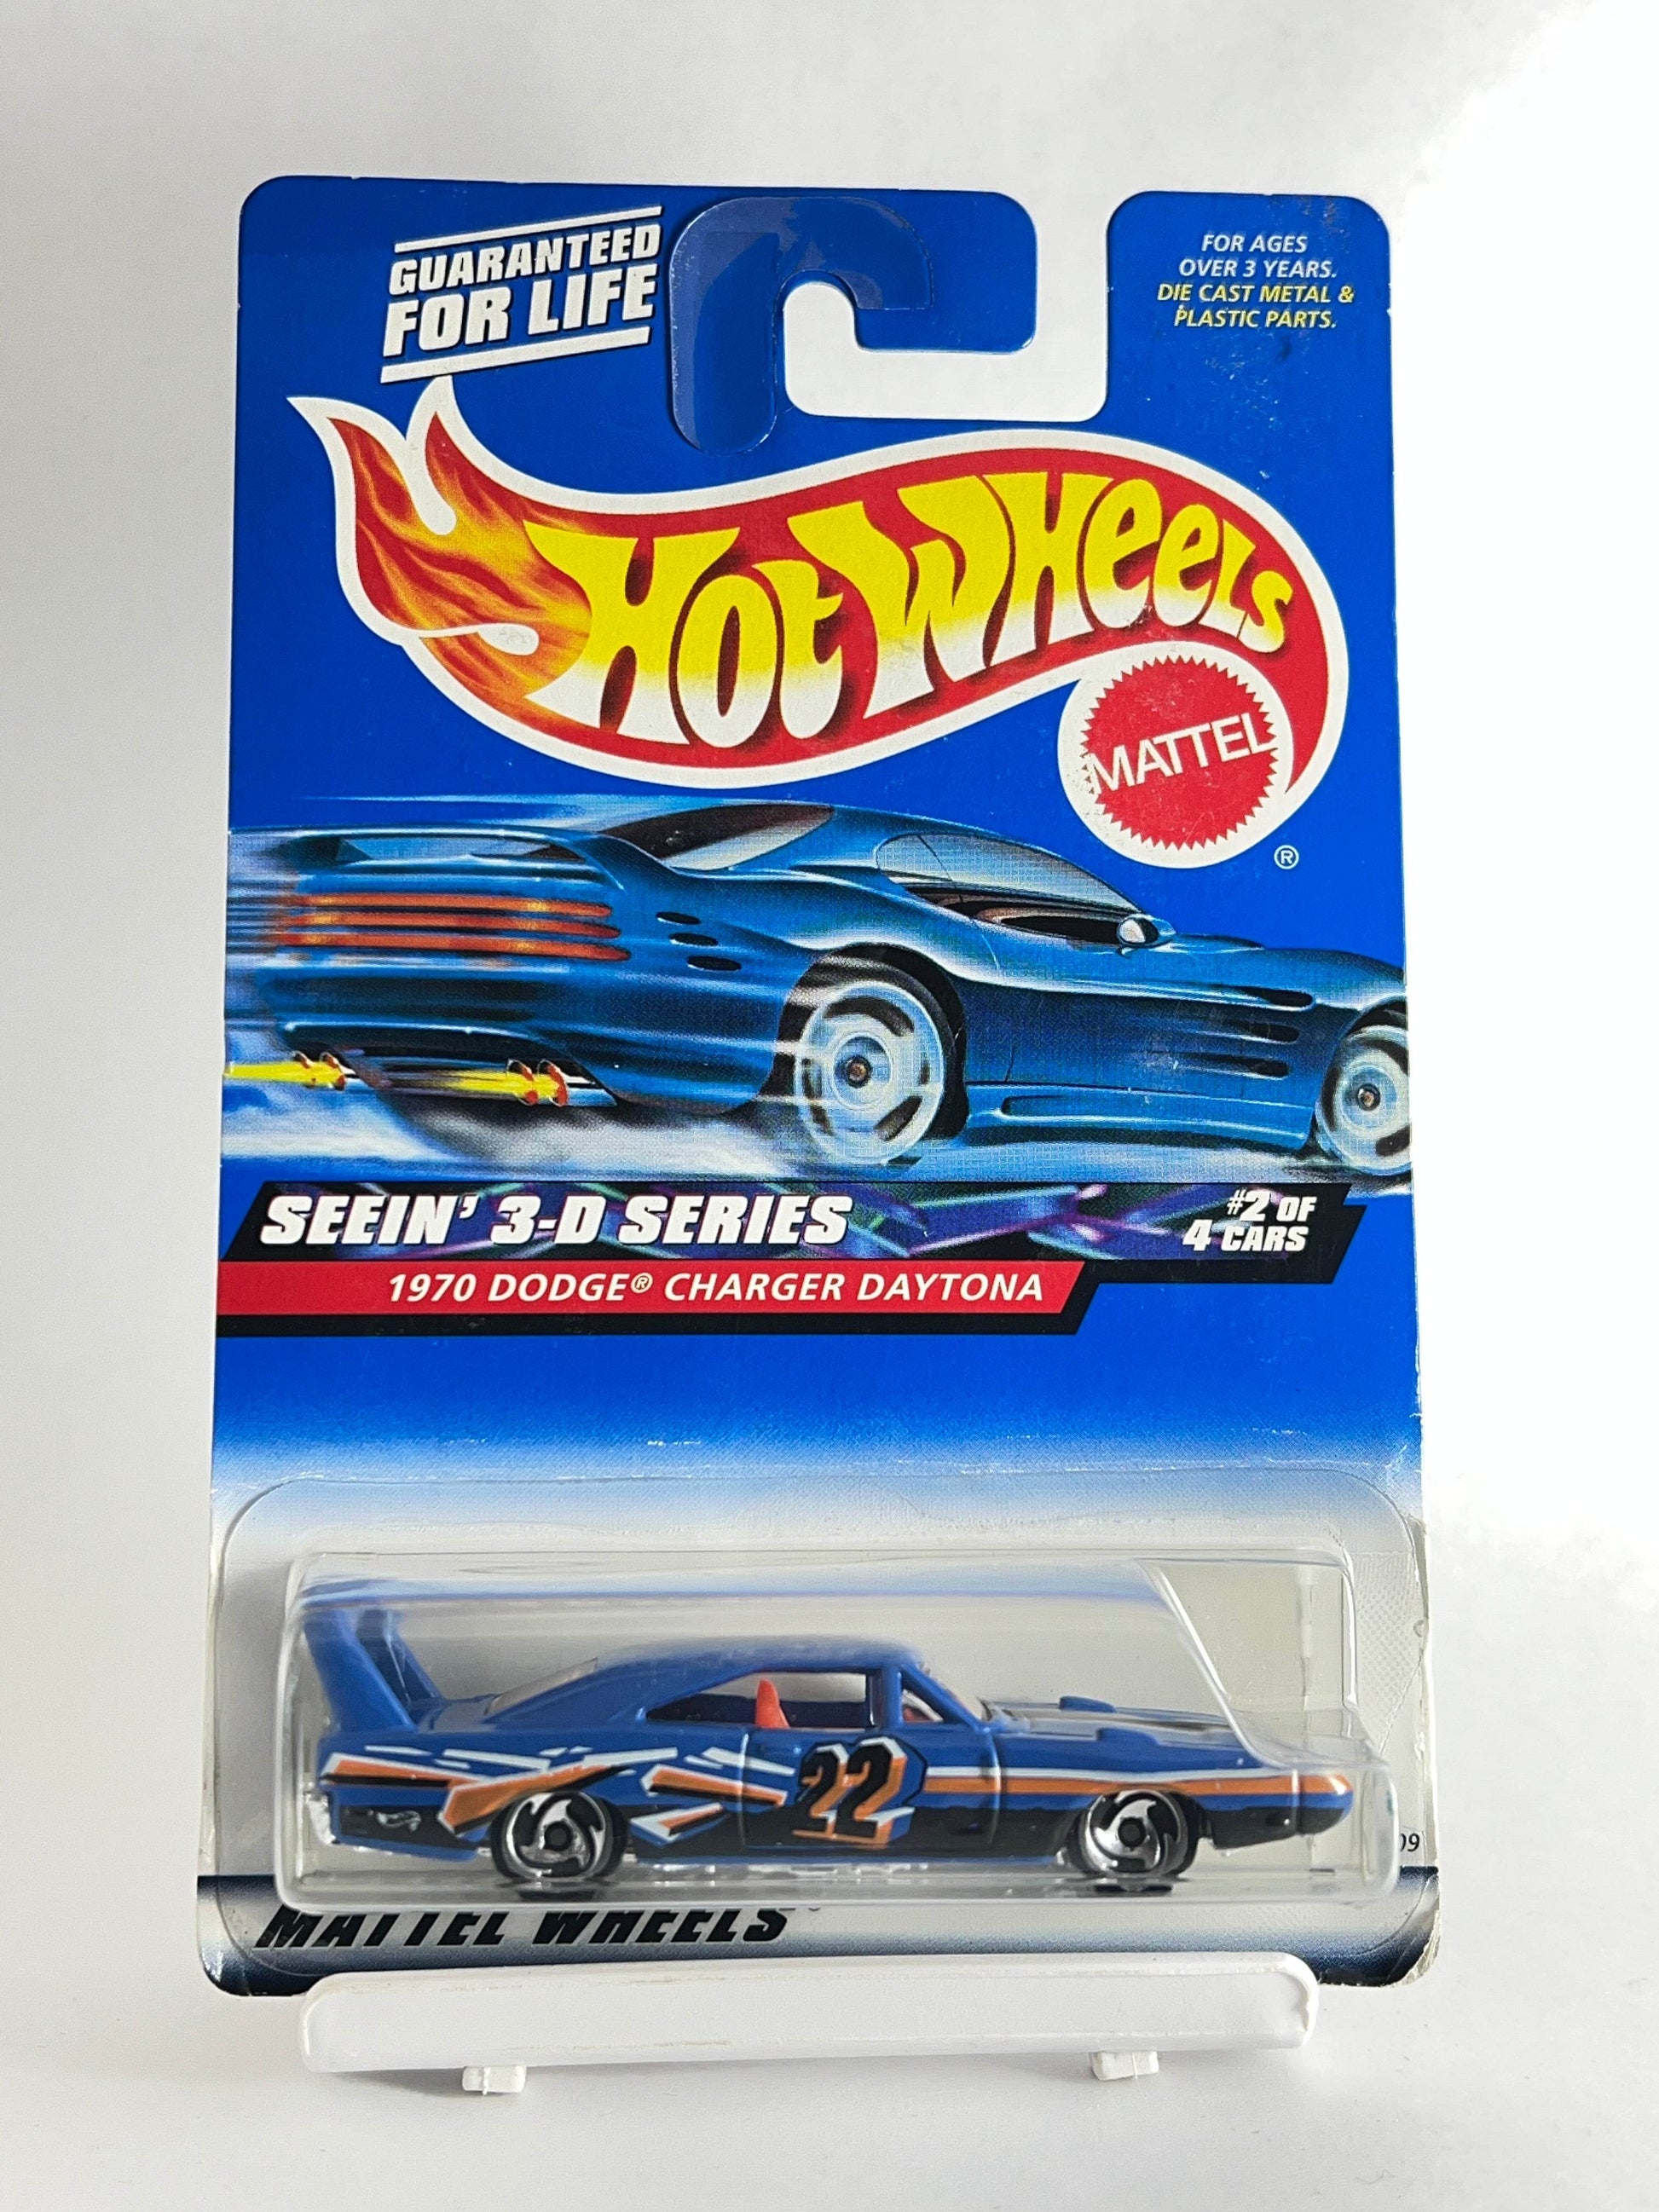 GUARANTEED
FOR LIFE
FOR AGES
OVER 3 YEARS.
DIE CAST METAL &
PLASTIC PARTS.
HOT WHEELS
MATTEL
®
SEEIN' 3-D SERIES
#2 OF
4 CARS
1970 DODGE® CHARGER DAYTONA
22
09
MATTEL WHEELS